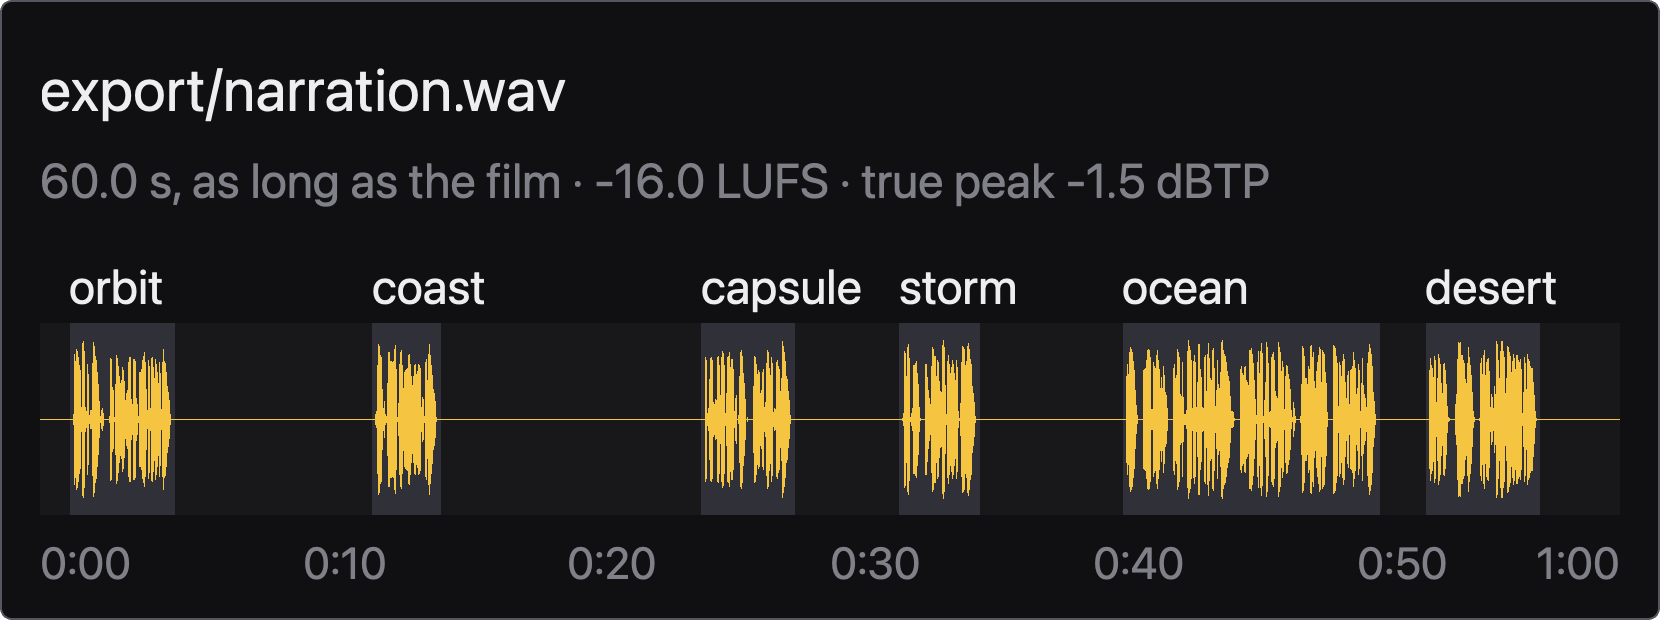 export/narration.wav
60.0 s, as long as the film · -16.0 LUFS · true peak -1.5 dBTP
orbit coast capsule storm ocean desert
0:00 0:10 0:20 0:30 0:40 0:50 1:00